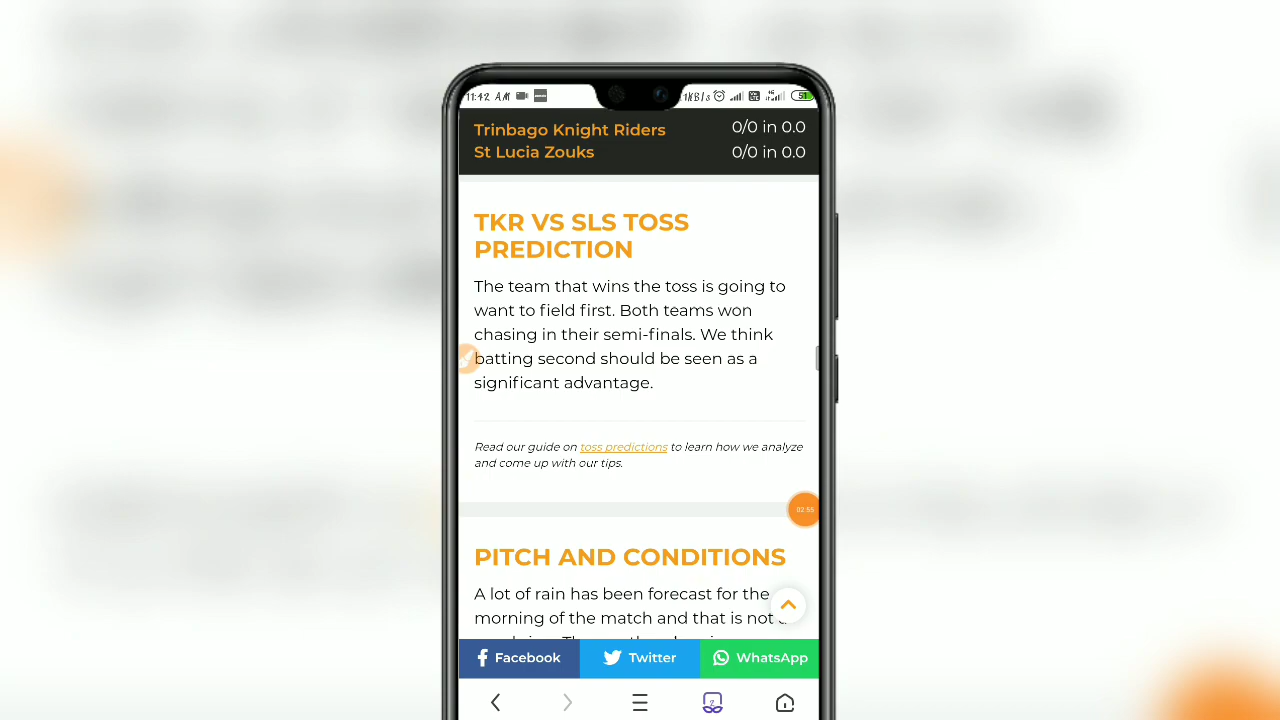 11:42 AM
51
Trinbago Knight Riders 0/0 in 0.0
St Lucia Zouks 0/0 in 0.0
TKR VS SLS TOSS
PREDICTION
The team that wins the toss is going to
want to field first. Both teams won
chasing in their semi-finals. We think
batting second should be seen as a
significant advantage.
Read our guide on toss predictions to learn how we analyze
and come up with our tips.
02:55
PITCH AND CONDITIONS
A lot of rain has been forecast for the
morning of the match and that is not
Facebook Twitter WhatsApp